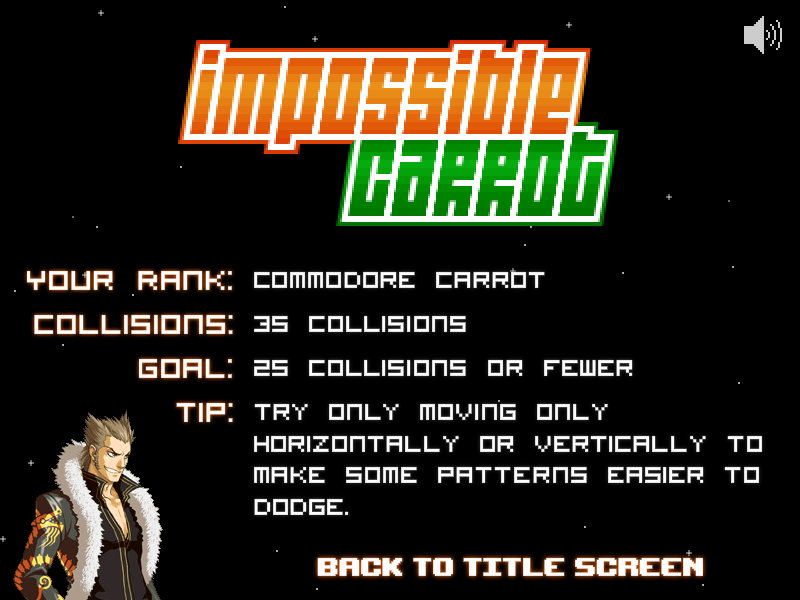 impossible
carrot
YOUR RANK: COMMODORE CARROT
COLLISIONS: 35 COLLISIONS
GOAL: 25 COLLISIONS OR FEWER
TIP: TRY ONLY MOVING ONLY
HORIZONTALLY OR VERTICALLY TO
MAKE SOME PATTERNS EASIER TO
DODGE.
BACK TO TITLE SCREEN